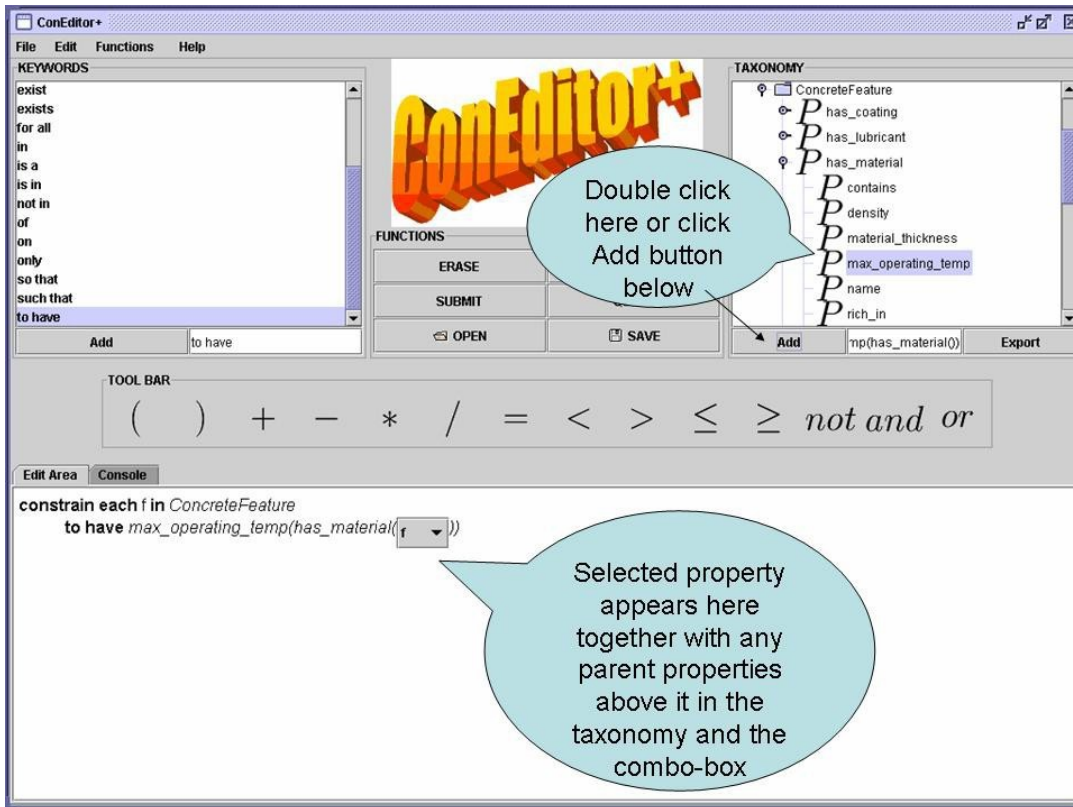 ConEditor+
File Edit Functions Help
KEYWORDS
exist
exists
for all
in
is a
is in
not in
of
on
only
so that
such that
to have
Add
to have
ConEditor+
FUNCTIONS
ERASE
SUBMIT
OPEN
SAVE
TAXONOMY
ConcreteFeature
P has_coating
P has_lubricant
P has_material
P contains
P density
P material_thickness
P max_operating_temp
P name
P rich_in
Add
mp(has_material())
Export
Double click
here or click
Add button
below
TOOL BAR
( ) + − * / = < > ≤ ≥ not and or
Edit Area Console
constrain each f in ConcreteFeature
to have max_operating_temp(has_material( f ))
Selected property
appears here
together with any
parent properties
above it in the
taxonomy and the
combo-box